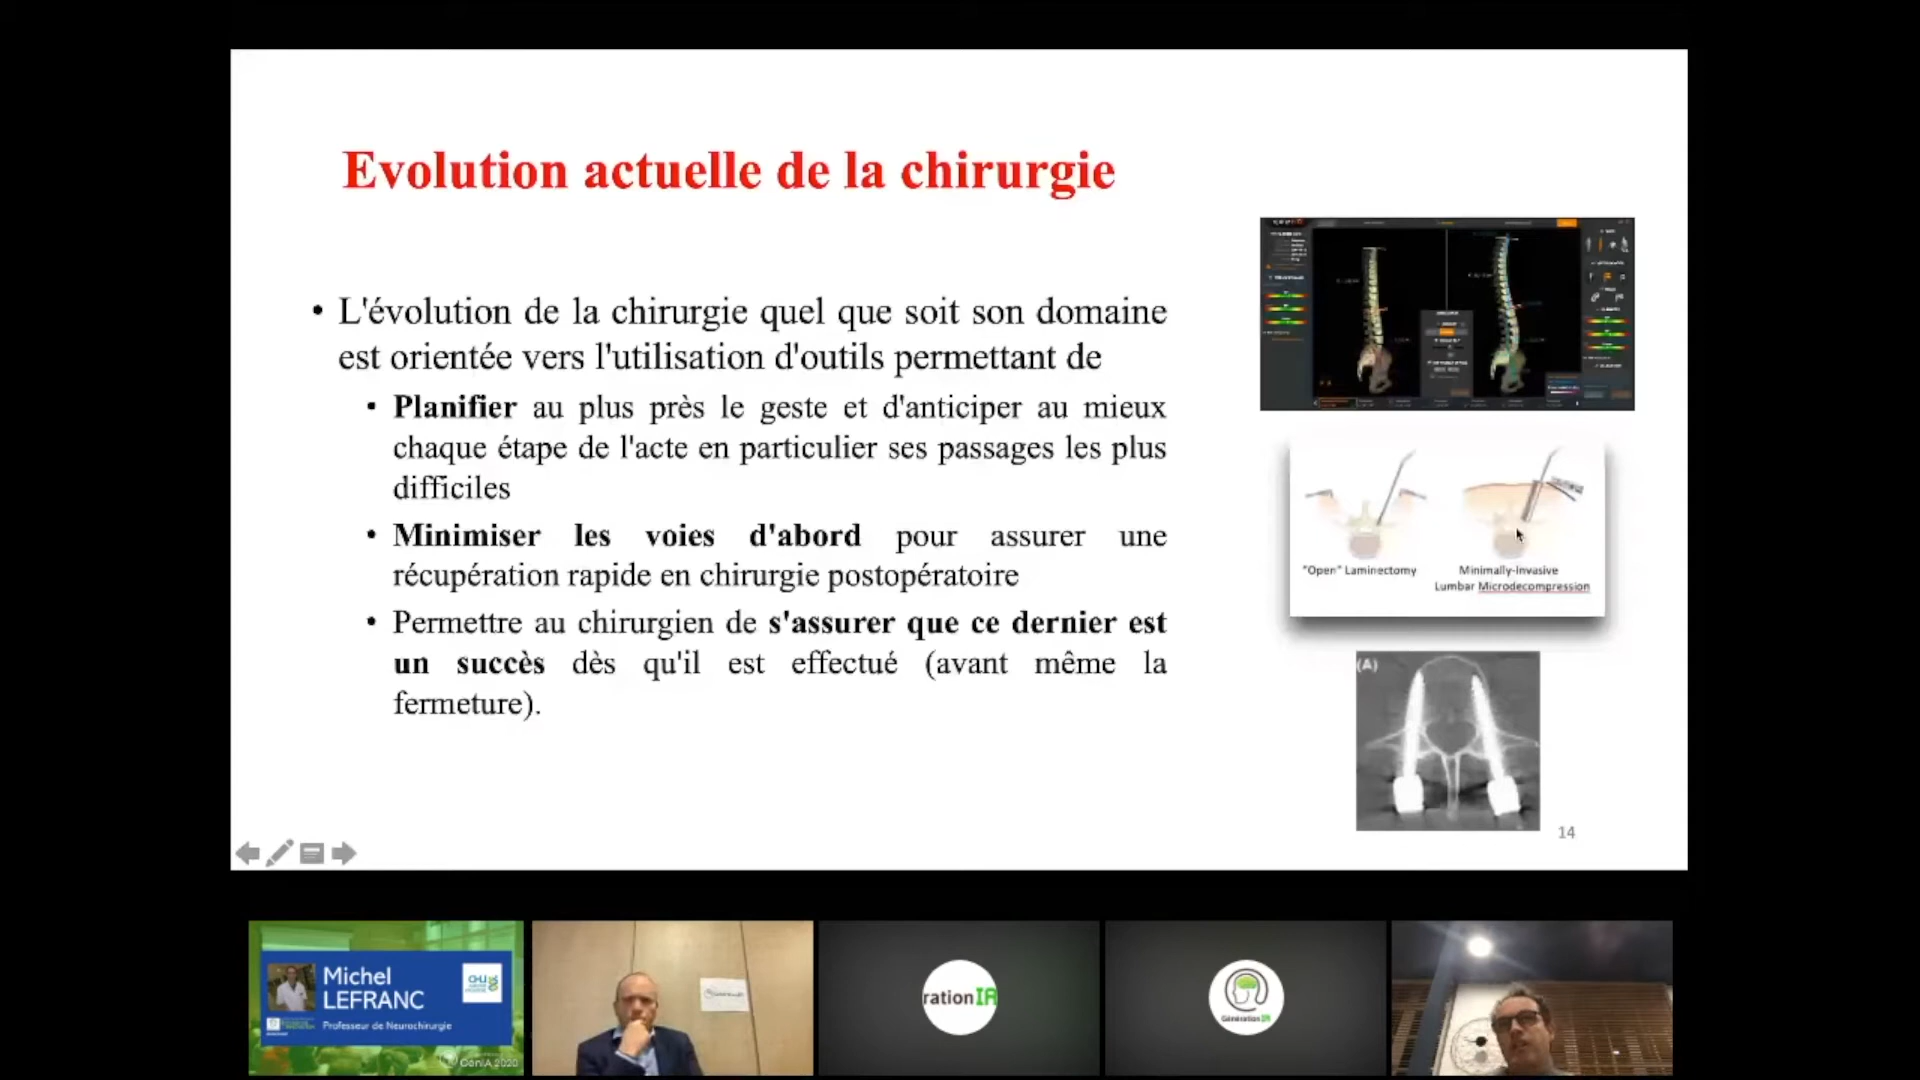 Evolution actuelle de la chirurgie
• L'évolution de la chirurgie quel que soit son domaine
est orientée vers l'utilisation d'outils permettant de
• Planifier au plus près le geste et d'anticiper au mieux
chaque étape de l'acte en particulier ses passages les plus
difficiles
• Minimiser les voies d'abord pour assurer une
récupération rapide en chirurgie postopératoire
• Permettre au chirurgien de s'assurer que ce dernier est
un succès dès qu'il est effectué (avant même la
fermeture).
"Open" Laminectomy
Minimally-Invasive
Lumbar Microdecompression
(A)
14
Michel
LEFRANC
CHU
Professeur de Neurochirurgie
GenIA 2020
rationIA
GénérationIA